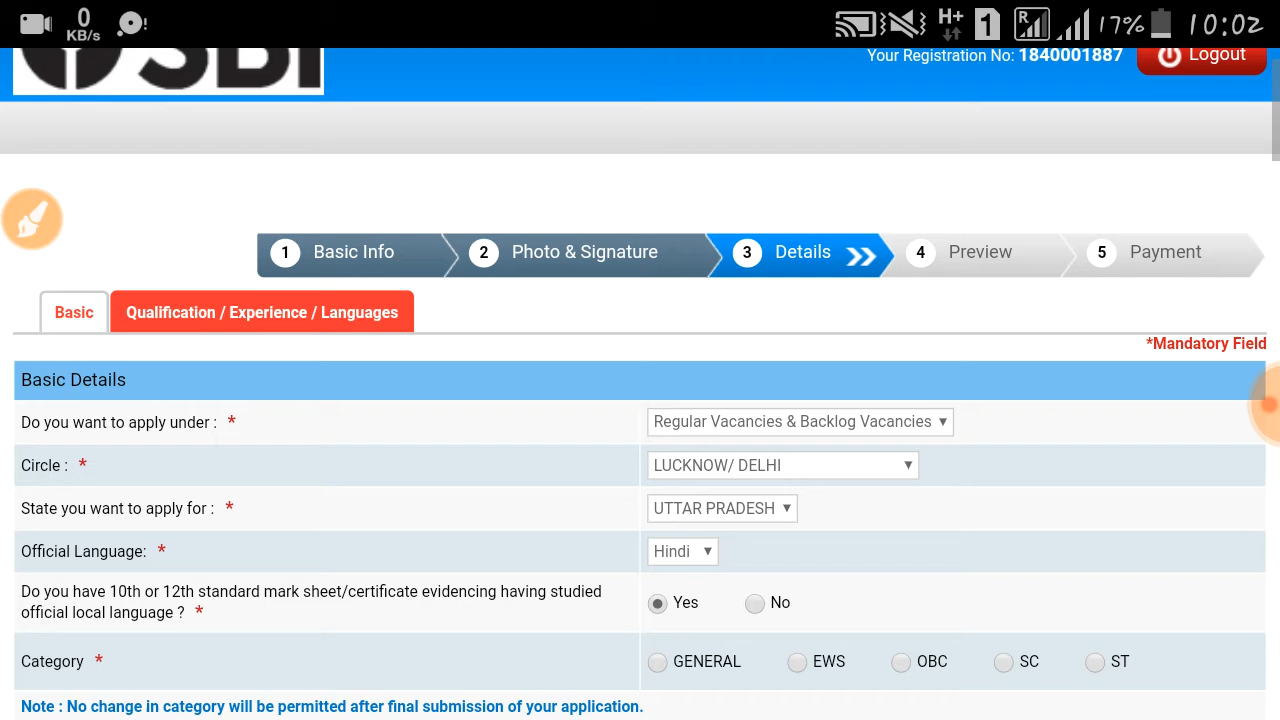 0
KB/s
H+
1
R
17%
10:02
SBI
Your Registration No: 1840001887
Logout
1 Basic Info
2 Photo & Signature
3 Details
4 Preview
5 Payment
Basic
Qualification / Experience / Languages
*Mandatory Field
Basic Details
Do you want to apply under : * Regular Vacancies & Backlog Vacancies
Circle : * LUCKNOW/ DELHI
State you want to apply for : * UTTAR PRADESH
Official Language: * Hindi
Do you have 10th or 12th standard mark sheet/certificate evidencing having studied
official local language ? * Yes No
Category * GENERAL EWS OBC SC ST
Note : No change in category will be permitted after final submission of your application.